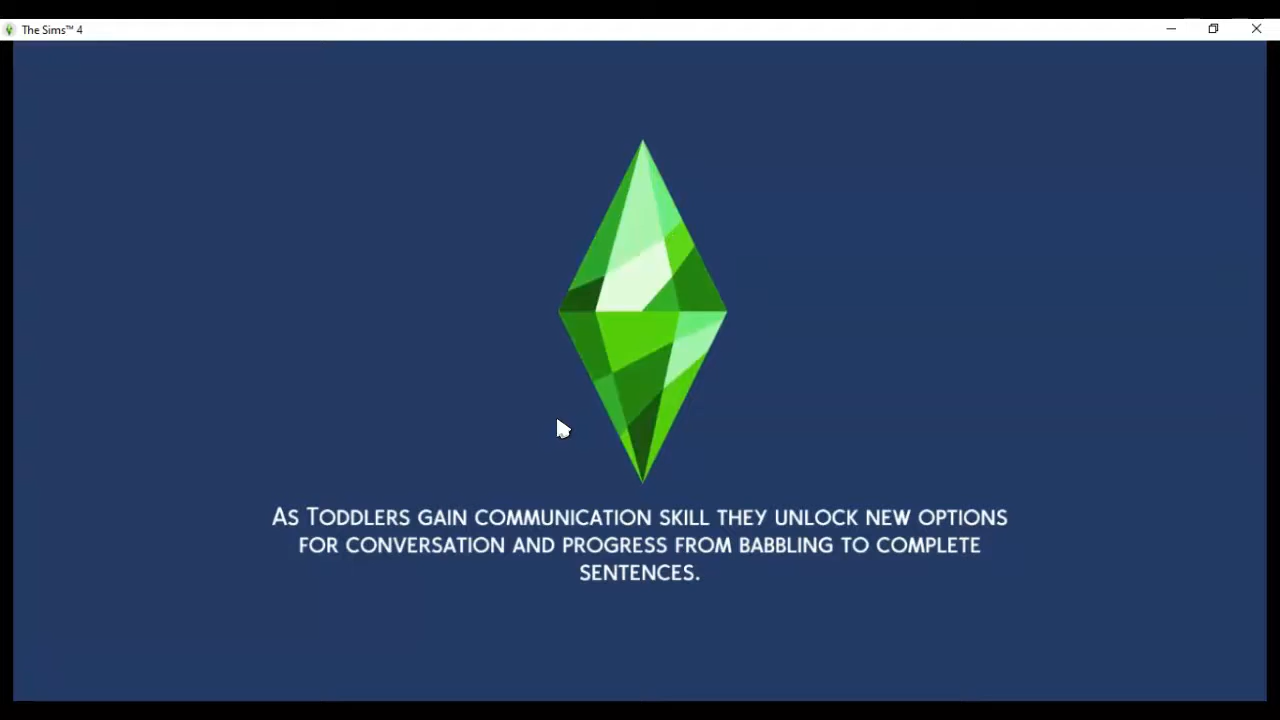 The Sims™ 4
AS TODDLERS GAIN COMMUNICATION SKILL THEY UNLOCK NEW OPTIONS
FOR CONVERSATION AND PROGRESS FROM BABBLING TO COMPLETE
SENTENCES.